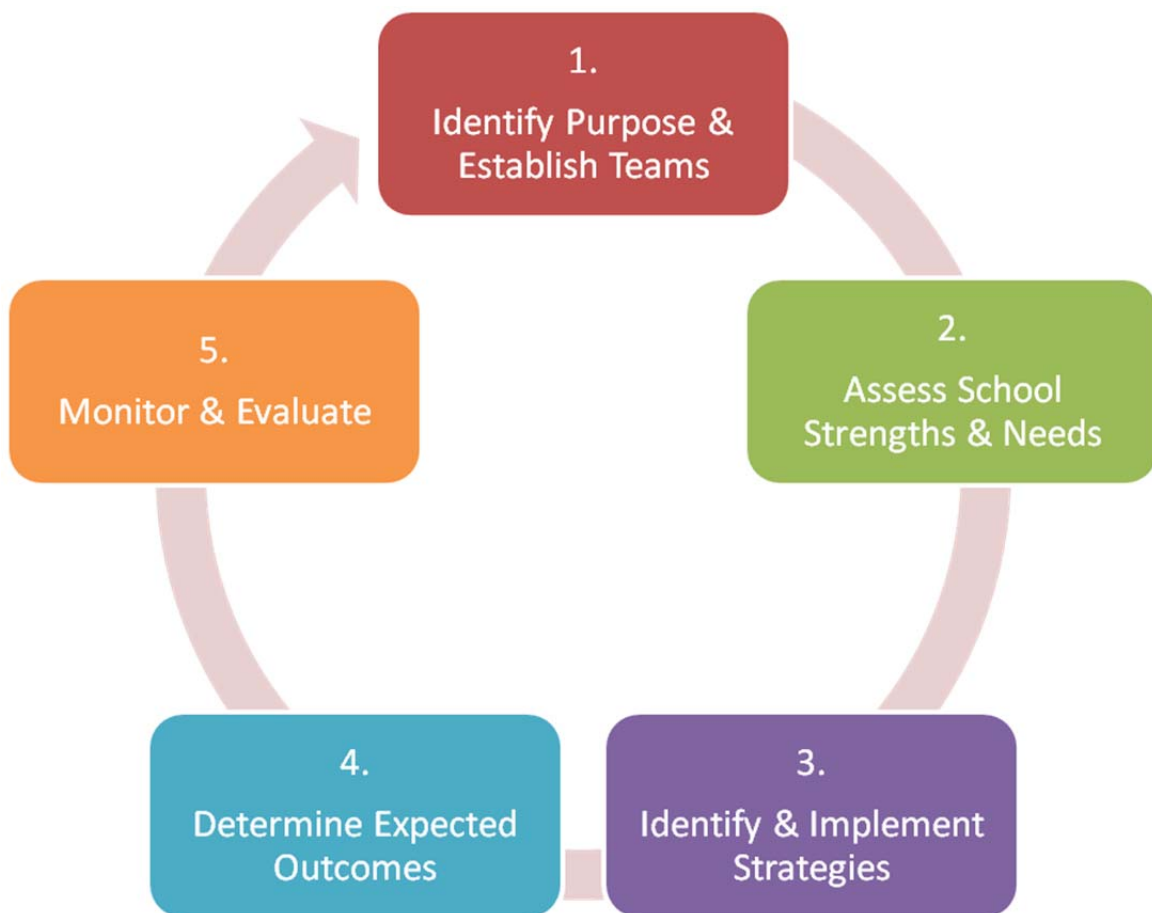 1.
Identify Purpose &
Establish Teams
2.
Assess School
Strengths & Needs
3.
Identify & Implement
Strategies
4.
Determine Expected
Outcomes
5.
Monitor & Evaluate